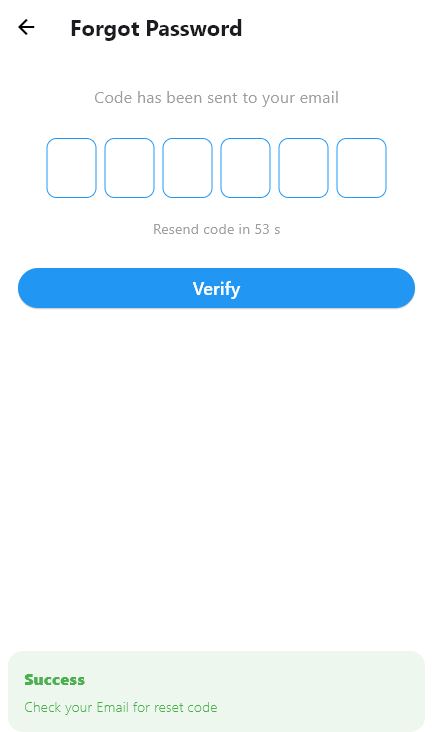 Forgot Password
Code has been sent to your email
Resend code in 53 s
Verify
Success
Check your Email for reset code